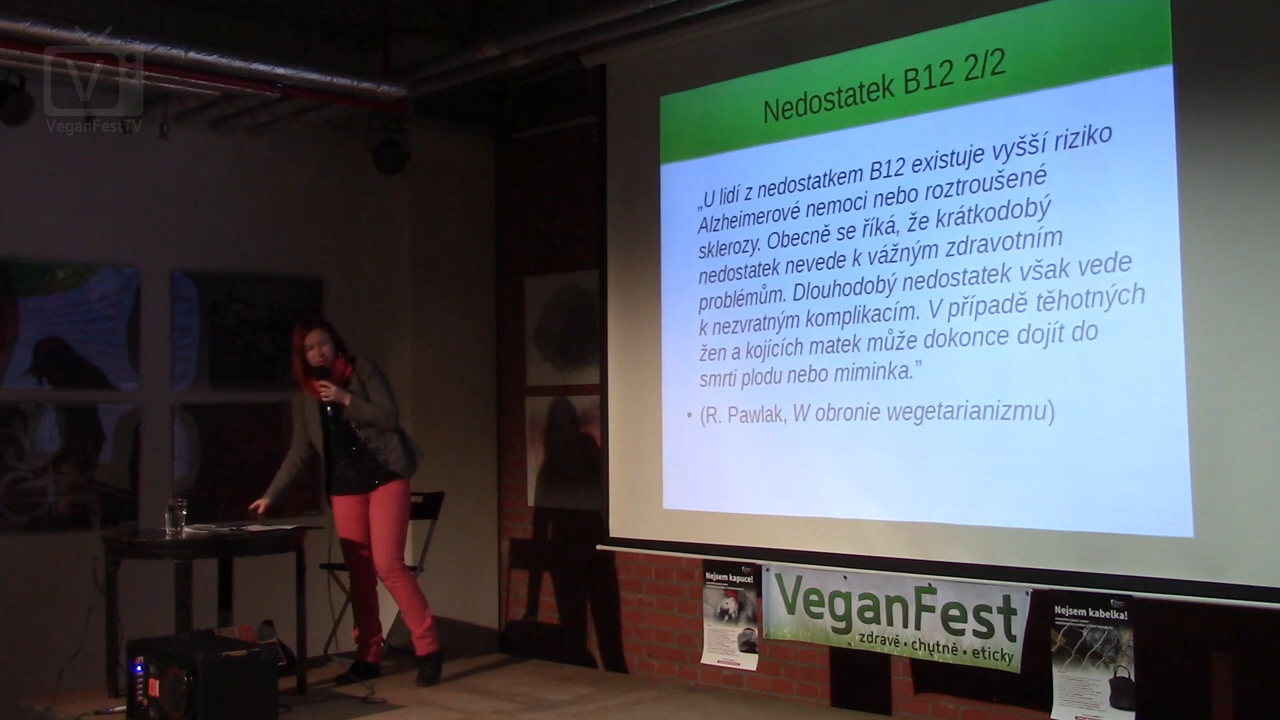 VeganFestTV
Nedostatek B12 2/2
„U lidí z nedostatkem B12 existuje vyšší riziko
Alzheimerové nemoci nebo roztroušené
sklerozy. Obecně se říká, že krátkodobý
nedostatek nevede k vážným zdravotním
problémům. Dlouhodobý nedostatek však vede
k nezvratným komplikacím. V případě těhotných
žen a kojících matek může dokonce dojít do
smrti plodu nebo miminka.”
• (R. Pawlak, W obronie wegetarianizmu)
Nejsem kapuce!
VeganFest
zdravě • chutně • eticky
Nejsem kabelka!